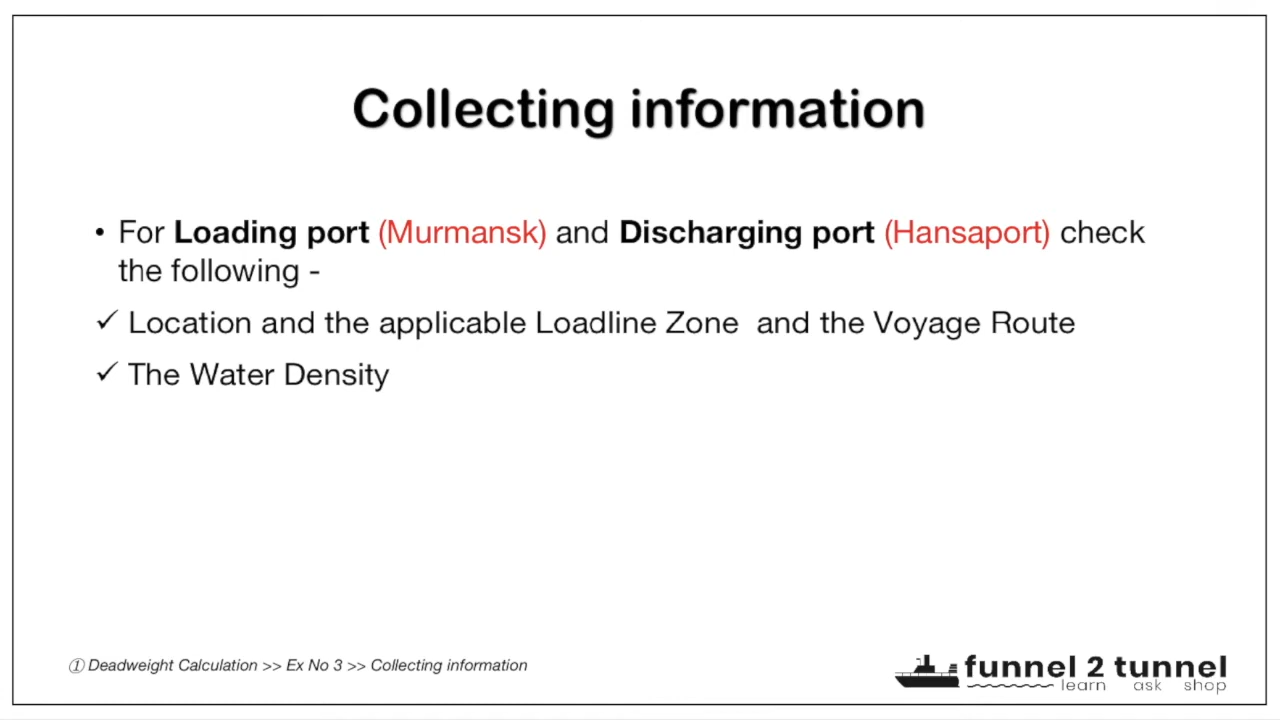 Collecting information
• For Loading port (Murmansk) and Discharging port (Hansaport) check
the following -
✓ Location and the applicable Loadline Zone  and the Voyage Route
✓ The Water Density
① Deadweight Calculation >> Ex No 3 >> Collecting information
funnel 2 tunnel
learn ask shop